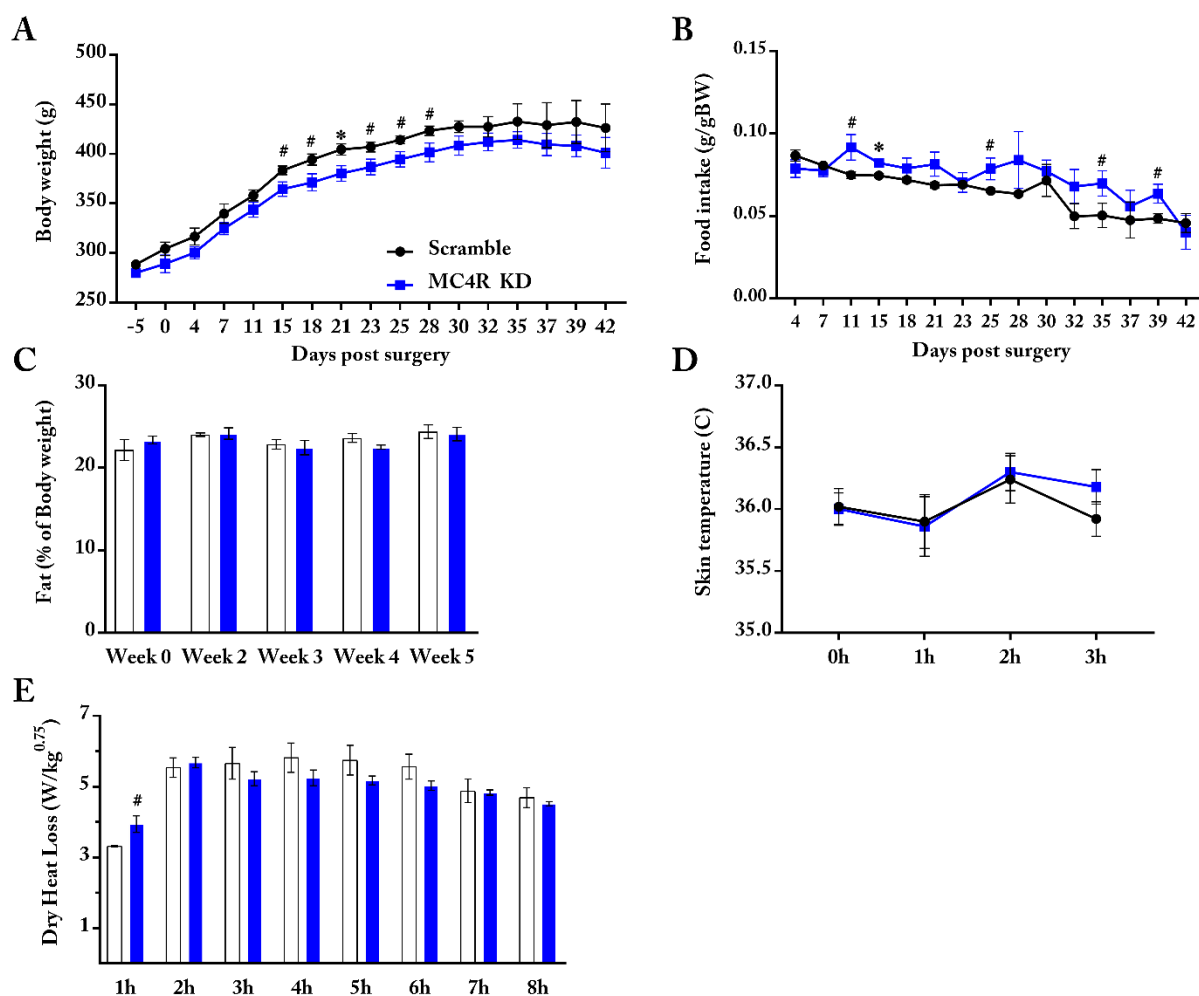 A
Body weight (g)
500
450
400
350
300
250
# # * # # #
Scramble
MC4R KD
-5 0 4 7 11 15 18 21 23 25 28 30 32 35 37 39 42
Days post surgery
B
Food intake (g/gBW)
0.15
0.10
0.05
0.00
# * # # #
4 7 11 15 18 21 23 25 28 30 32 35 37 39 42
Days post surgery
C
Fat (% of Body weight)
30
20
10
0
Week 0 Week 2 Week 3 Week 4 Week 5
D
Skin temperature (C)
37.0
36.5
36.0
35.5
35.0
0h 1h 2h 3h
E
Dry Heat Loss (W/kg0.75)
7
5
3
1
#
1h 2h 3h 4h 5h 6h 7h 8h